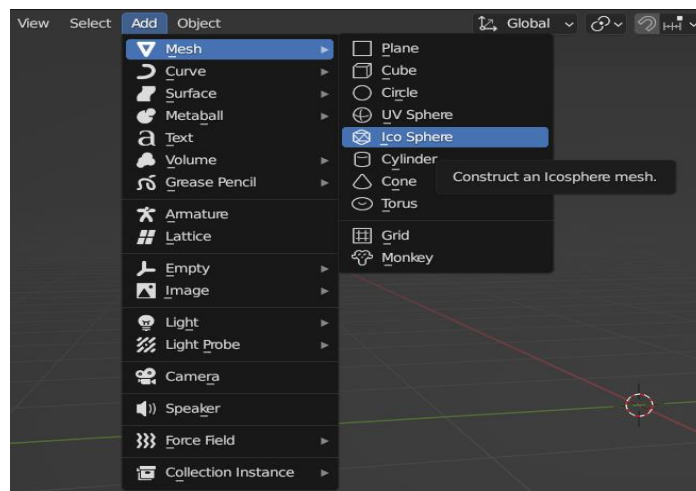 View Select Add Object Global
Mesh
Curve
Surface
Metaball
Text
Volume
Grease Pencil
Armature
Lattice
Empty
Image
Light
Light Probe
Camera
Speaker
Force Field
Collection Instance
Plane
Cube
Circle
UV Sphere
Ico Sphere
Cylinder
Cone
Torus
Grid
Monkey
Construct an Icosphere mesh.